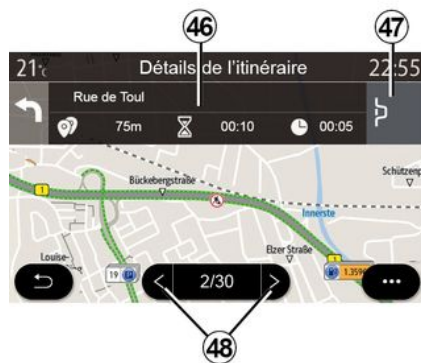 46
47
21°c
Détails de l'itinéraire
22:55
Rue de Toul
75m
00:10
00:05
Schützenp
Bückebergstraße
1
Innerste
Elzer Straße
Louise-
1
19 P
1.359
2/30
48